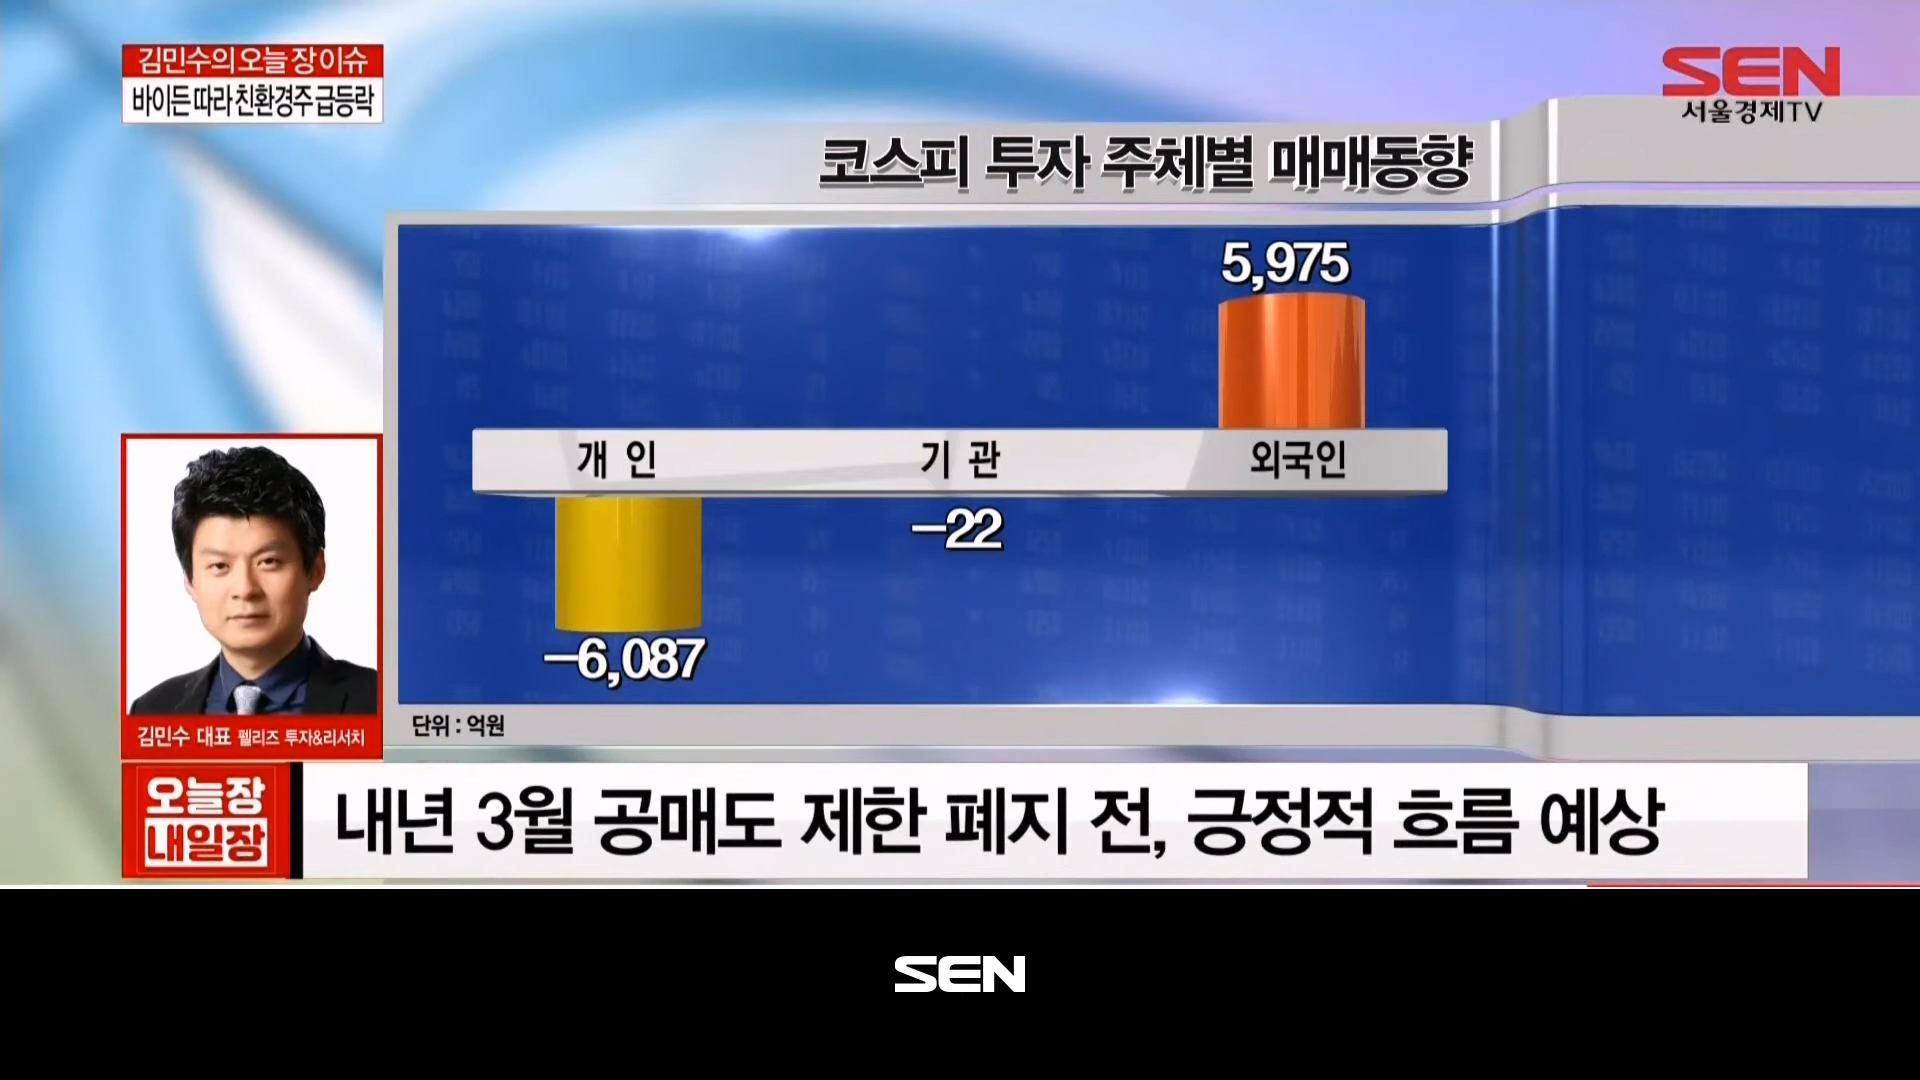 김민수의 오늘 장 이슈
바이든 따라 친환경주 급등락
SEN
서울경제TV
코스피 투자 주체별 매매동향
5,975
개 인
기 관
외국인
-22
-6,087
단위 : 억원
김민수 대표 펠리즈 투자&리서치
오늘장
내일장
내년 3월 공매도 제한 폐지 전, 긍정적 흐름 예상
SEN